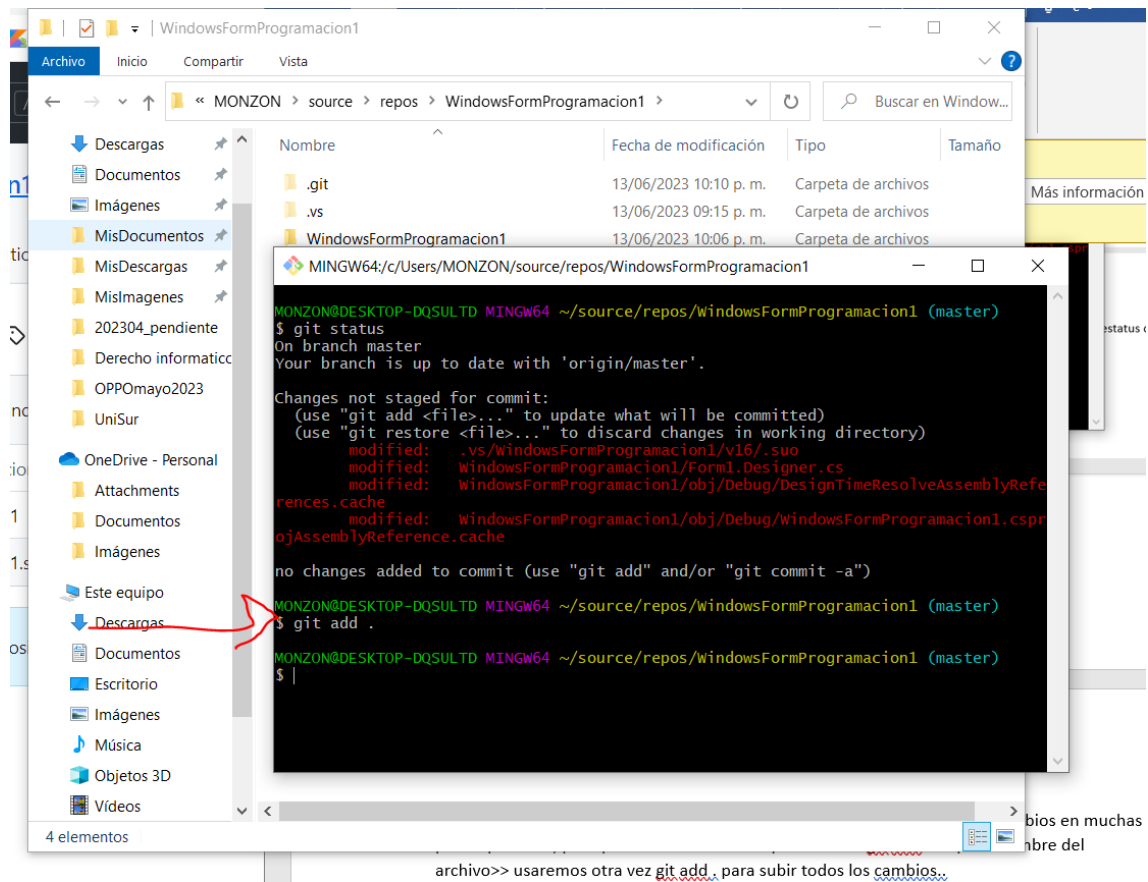 WindowsFormProgramacion1
Archivo Inicio Compartir Vista
« MONZON > source > repos > WindowsFormProgramacion1 > Buscar en Window...
Nombre Fecha de modificación Tipo Tamaño
.git 13/06/2023 10:10 p. m. Carpeta de archivos
.vs 13/06/2023 09:15 p. m. Carpeta de archivos
WindowsFormProgramacion1 13/06/2023 10:06 p. m. Carpeta de archivos
Descargas
Documentos
Imágenes
MisDocumentos
MisDescargas
MisImagenes
202304_pendiente
Derecho informaticc
OPPOmayo2023
UniSur
OneDrive - Personal
Attachments
Documentos
Imágenes
Este equipo
Descargas
Documentos
Escritorio
Imágenes
Música
Objetos 3D
Vídeos
4 elementos
MINGW64:/c/Users/MONZON/source/repos/WindowsFormProgramacion1
MONZON@DESKTOP-DQSULTD MINGW64 ~/source/repos/WindowsFormProgramacion1 (master)
$ git status
On branch master
Your branch is up to date with 'origin/master'.
Changes not staged for commit:
(use "git add <file>..." to update what will be committed)
(use "git restore <file>..." to discard changes in working directory)
modified: .vs/WindowsFormProgramacion1/v16/.suo
modified: WindowsFormProgramacion1/Form1.Designer.cs
modified: WindowsFormProgramacion1/obj/Debug/DesignTimeResolveAssemblyRefe
rences.cache
modified: WindowsFormProgramacion1/obj/Debug/WindowsFormProgramacion1.cspr
ojAssemblyReference.cache
no changes added to commit (use "git add" and/or "git commit -a")
MONZON@DESKTOP-DQSULTD MINGW64 ~/source/repos/WindowsFormProgramacion1 (master)
$ git add .
MONZON@DESKTOP-DQSULTD MINGW64 ~/source/repos/WindowsFormProgramacion1 (master)
$
Más información
estatus
bios en muchas
nbre del
archivo>> usaremos otra vez git add . para subir todos los cambios..